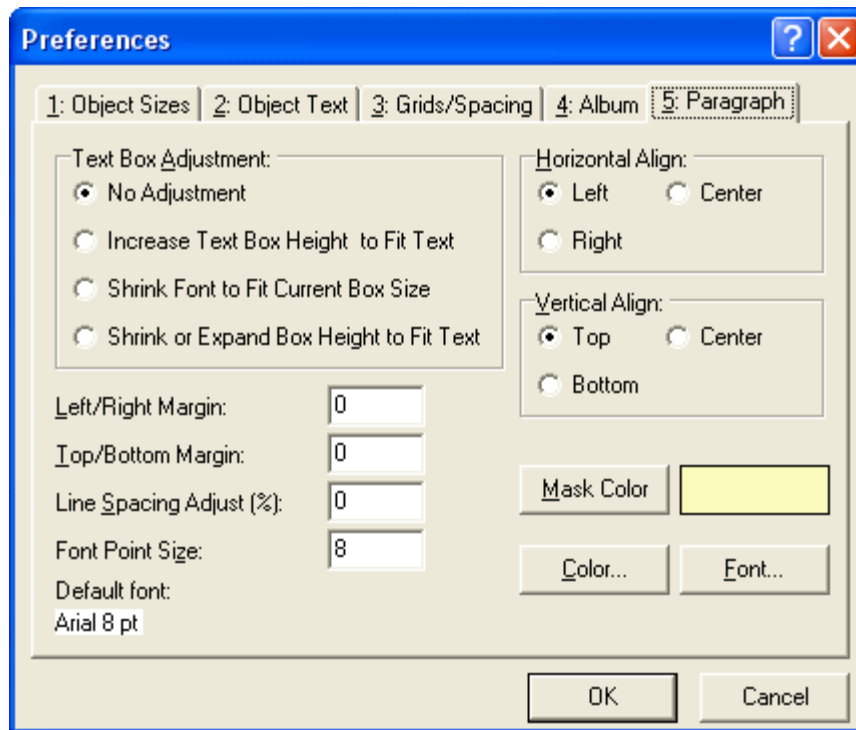 Preferences
1: Object Sizes
2: Object Text
3: Grids/Spacing
4: Album
5: Paragraph
Text Box Adjustment:
No Adjustment
Increase Text Box Height  to Fit Text
Shrink Font to Fit Current Box Size
Shrink or Expand Box Height to Fit Text
Left/Right Margin:
0
Top/Bottom Margin:
0
Line Spacing Adjust (%):
0
Font Point Size:
8
Default font:
Arial 8 pt
Horizontal Align:
Left
Center
Right
Vertical Align:
Top
Center
Bottom
Mask Color
Color...
Font...
OK
Cancel